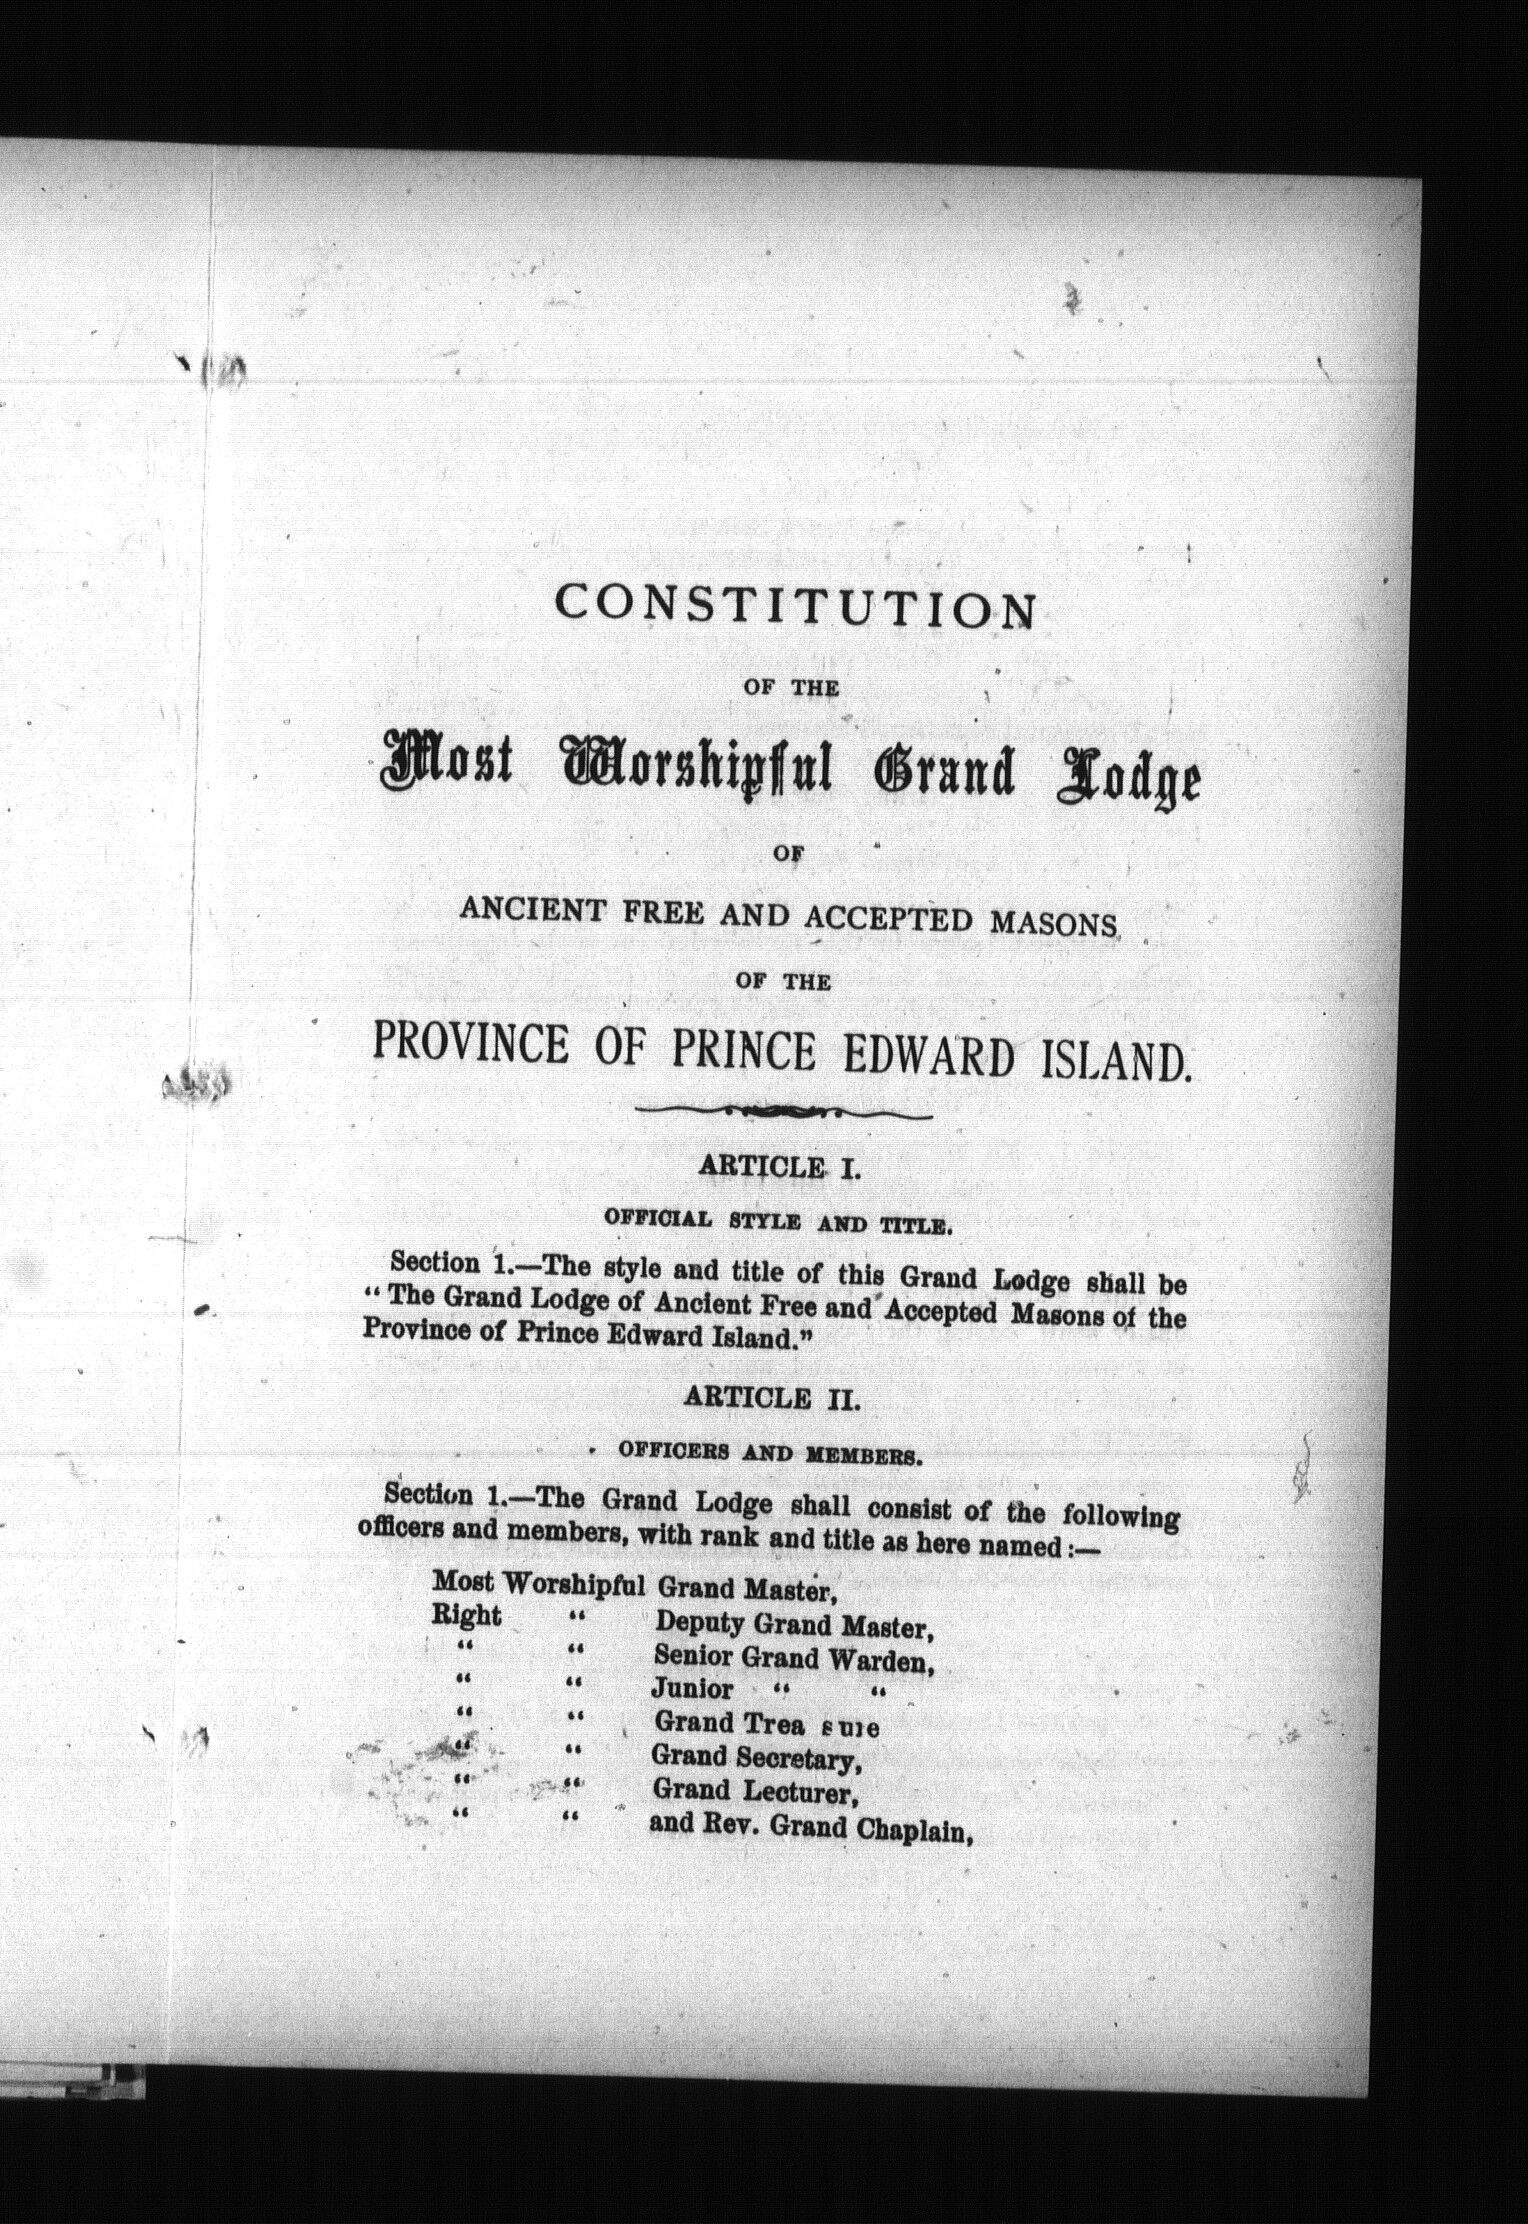 CONSTITUTION
OF THE
Most Worshipful Grand Lodge
OF
ANCIENT FREE AND ACCEPTED MASONS
OF THE
PROVINCE OF PRINCE EDWARD ISLAND.
ARTICLE I.
OFFICIAL STYLE AND TITLE.
Section 1.—The style and title of this Grand Lodge shall be
“ The Grand Lodge of Ancient Free and Accepted Masons of the
Province of Prince Edward Island.”
ARTICLE II.
OFFICERS AND MEMBERS.
Section 1.—The Grand Lodge shall consist of the following
officers and members, with rank and title as here named :—
Most Worshipful Grand Master,
Right “ Deputy Grand Master,
“ “ Senior Grand Warden,
“ “ Junior “ “
“ “ Grand Trea sure
“ “ Grand Secretary,
“ “ Grand Lecturer,
“ “ and Rev. Grand Chaplain,